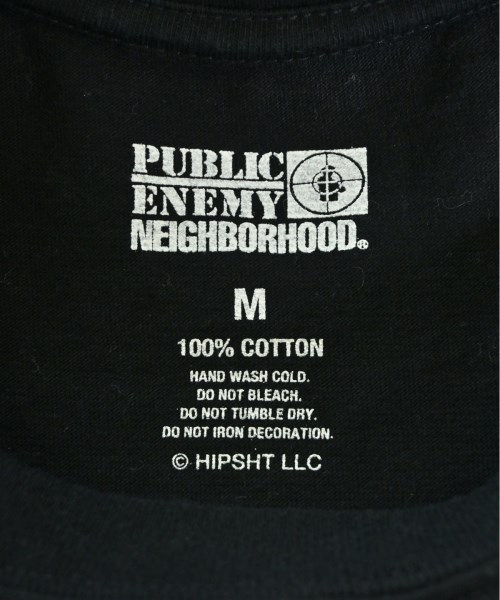 PUBLIC
ENEMY
NEIGHBORHOOD®
M
100% COTTON
HAND WASH COLD.
DO NOT BLEACH.
DO NOT TUMBLE DRY.
DO NOT IRON DECORATION.
© HIPSHT LLC